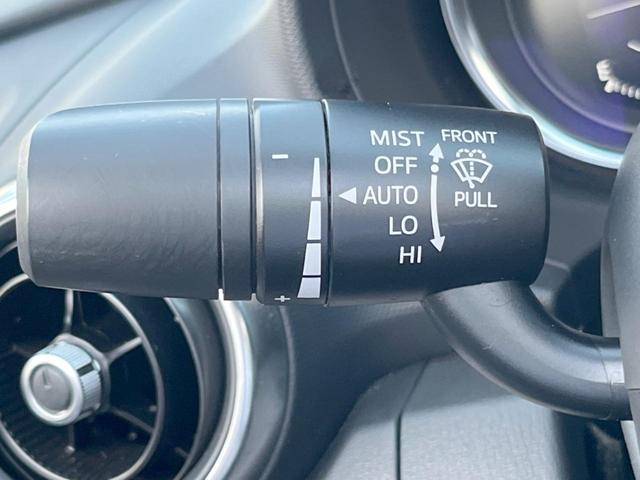 MIST FRONT
OFF
AUTO
PULL
LO
HI
−
+